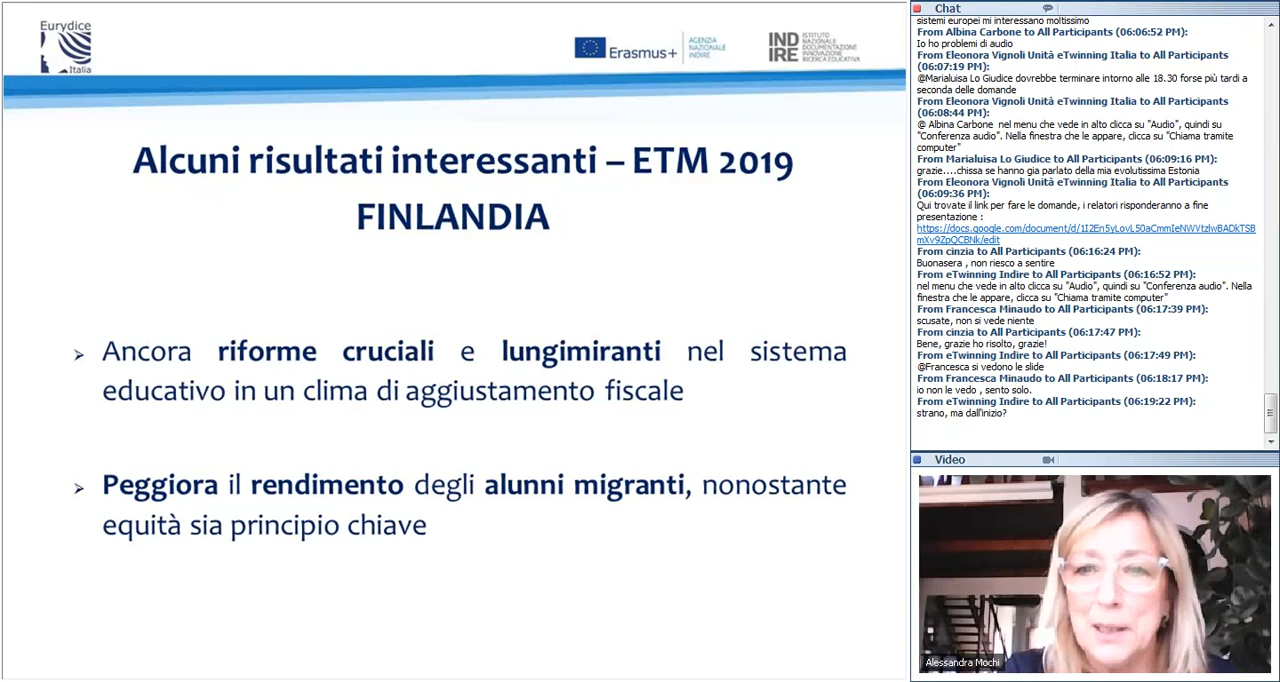 Eurydice
Italia
Erasmus+
AGENZIA
NAZIONALE
INDIRE
IND
IRE
ISTITUTO
NAZIONALE
DOCUMENTAZIONE
INNOVAZIONE
RICERCA EDUCATIVA
Alcuni risultati interessanti – ETM 2019
FINLANDIA
Ancora riforme cruciali e lungimiranti nel sistema
educativo in un clima di aggiustamento fiscale
Peggiora il rendimento degli alunni migranti, nonostante
equità sia principio chiave
Chat
sistemi europei mi interessano moltissimo
From Albina Carbone to All Participants (06:06:52 PM):
Io ho problemi di audio
From Eleonora Vignoli Unità eTwinning Italia to All Participants
(06:07:19 PM):
@Marialuisa Lo Giudice dovrebbe terminare intorno alle 18.30 forse più tardi a
seconda delle domande
From Eleonora Vignoli Unità eTwinning Italia to All Participants
(06:08:44 PM):
@ Albina Carbone nel menu che vede in alto clicca su "Audio", quindi su
"Conferenza audio". Nella finestra che le appare, clicca su "Chiama tramite
computer"
From Marialuisa Lo Giudice to All Participants (06:09:16 PM):
grazie....chissa se hanno gia parlato della mia evolutissima Estonia
From Eleonora Vignoli Unità eTwinning Italia to All Participants
(06:09:36 PM):
Qui trovate il link per fare le domande, i relatori risponderanno a fine
presentazione :
https://docs.google.com/document/d/1I2En5yLovL50aCmmIeNWVtzlwBADkTSB
mXv9ZpQCBNk/edit
From cinzia to All Participants (06:16:24 PM):
Buonasera , non riesco a sentire
From eTwinning Indire to All Participants (06:16:52 PM):
nel menu che vede in alto clicca su "Audio", quindi su "Conferenza audio". Nella
finestra che le appare, clicca su "Chiama tramite computer"
From Francesca Minaudo to All Participants (06:17:39 PM):
scusate, non si vede niente
From cinzia to All Participants (06:17:47 PM):
Bene, grazie ho risolto, grazie!
From eTwinning Indire to All Participants (06:17:49 PM):
@Francesca si vedono le slide
From Francesca Minaudo to All Participants (06:18:17 PM):
io non le vedo , sento solo.
From eTwinning Indire to All Participants (06:19:22 PM):
strano, ma dall'inizio?
Video
Alessandra Mochi